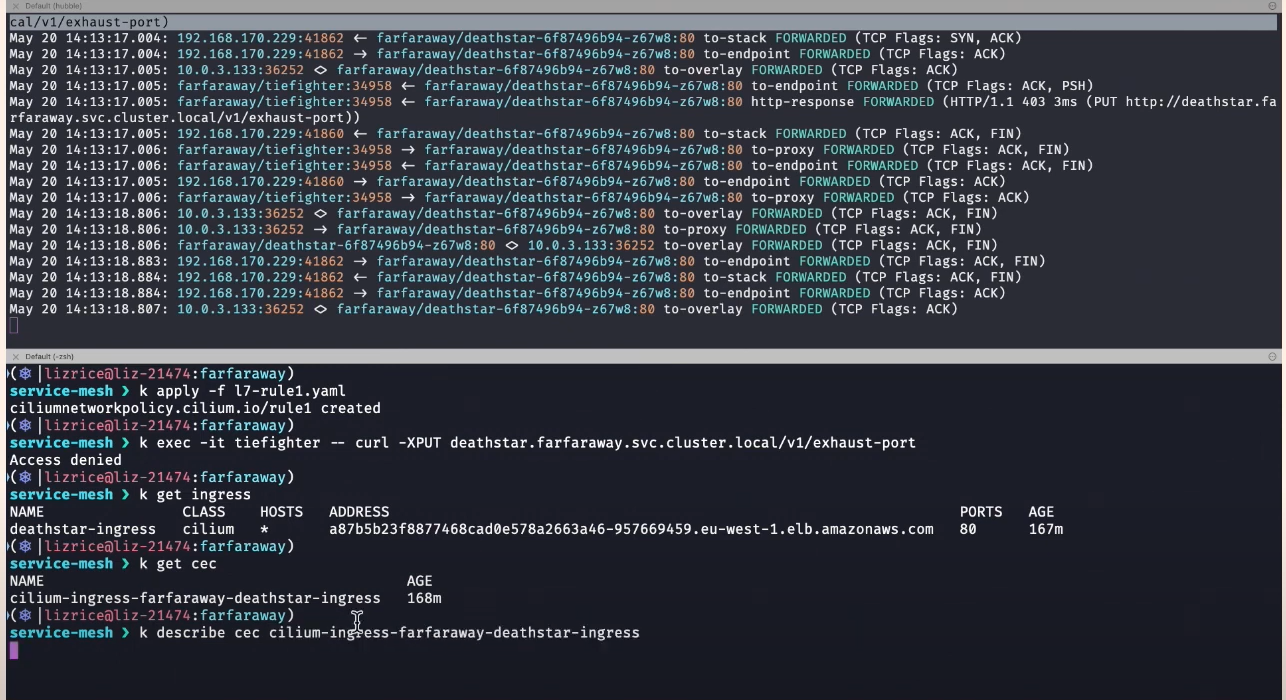 Default (hubble)
cal/v1/exhaust-port)
May 20 14:13:17.004: 192.168.170.229:41862 ← farfaraway/deathstar-6f87496b94-z67w8:80 to-stack FORWARDED (TCP Flags: SYN, ACK)
May 20 14:13:17.004: 192.168.170.229:41862 → farfaraway/deathstar-6f87496b94-z67w8:80 to-endpoint FORWARDED (TCP Flags: ACK)
May 20 14:13:17.005: 10.0.3.133:36252 <> farfaraway/deathstar-6f87496b94-z67w8:80 to-overlay FORWARDED (TCP Flags: ACK)
May 20 14:13:17.005: farfaraway/tiefighter:34958 ← farfaraway/deathstar-6f87496b94-z67w8:80 to-endpoint FORWARDED (TCP Flags: ACK, PSH)
May 20 14:13:17.005: farfaraway/tiefighter:34958 ← farfaraway/deathstar-6f87496b94-z67w8:80 http-response FORWARDED (HTTP/1.1 403 3ms (PUT http://deathstar.fa
rfaraway.svc.cluster.local/v1/exhaust-port))
May 20 14:13:17.005: 192.168.170.229:41860 ← farfaraway/deathstar-6f87496b94-z67w8:80 to-stack FORWARDED (TCP Flags: ACK, FIN)
May 20 14:13:17.006: farfaraway/tiefighter:34958 → farfaraway/deathstar-6f87496b94-z67w8:80 to-proxy FORWARDED (TCP Flags: ACK, FIN)
May 20 14:13:17.006: farfaraway/tiefighter:34958 ← farfaraway/deathstar-6f87496b94-z67w8:80 to-endpoint FORWARDED (TCP Flags: ACK, FIN)
May 20 14:13:17.005: 192.168.170.229:41860 → farfaraway/deathstar-6f87496b94-z67w8:80 to-endpoint FORWARDED (TCP Flags: ACK)
May 20 14:13:17.006: farfaraway/tiefighter:34958 → farfaraway/deathstar-6f87496b94-z67w8:80 to-proxy FORWARDED (TCP Flags: ACK)
May 20 14:13:18.806: 10.0.3.133:36252 <> farfaraway/deathstar-6f87496b94-z67w8:80 to-overlay FORWARDED (TCP Flags: ACK, FIN)
May 20 14:13:18.806: 10.0.3.133:36252 → farfaraway/deathstar-6f87496b94-z67w8:80 to-proxy FORWARDED (TCP Flags: ACK, FIN)
May 20 14:13:18.806: farfaraway/deathstar-6f87496b94-z67w8:80 <> 10.0.3.133:36252 to-overlay FORWARDED (TCP Flags: ACK, FIN)
May 20 14:13:18.883: 192.168.170.229:41862 → farfaraway/deathstar-6f87496b94-z67w8:80 to-endpoint FORWARDED (TCP Flags: ACK, FIN)
May 20 14:13:18.884: 192.168.170.229:41862 ← farfaraway/deathstar-6f87496b94-z67w8:80 to-stack FORWARDED (TCP Flags: ACK, FIN)
May 20 14:13:18.884: 192.168.170.229:41862 → farfaraway/deathstar-6f87496b94-z67w8:80 to-endpoint FORWARDED (TCP Flags: ACK)
May 20 14:13:18.807: 10.0.3.133:36252 <> farfaraway/deathstar-6f87496b94-z67w8:80 to-overlay FORWARDED (TCP Flags: ACK)
Default (-zsh)
(⎈ |lizrice@liz-21474:farfaraway)
service-mesh ❯ k apply -f l7-rule1.yaml
ciliumnetworkpolicy.cilium.io/rule1 created
(⎈ |lizrice@liz-21474:farfaraway)
service-mesh ❯ k exec -it tiefighter -- curl -XPUT deathstar.farfaraway.svc.cluster.local/v1/exhaust-port
Access denied
(⎈ |lizrice@liz-21474:farfaraway)
service-mesh ❯ k get ingress
NAME CLASS HOSTS ADDRESS PORTS AGE
deathstar-ingress cilium * a87b5b23f8877468cad0e578a2663a46-957669459.eu-west-1.elb.amazonaws.com 80 167m
(⎈ |lizrice@liz-21474:farfaraway)
service-mesh ❯ k get cec
NAME AGE
cilium-ingress-farfaraway-deathstar-ingress 168m
(⎈ |lizrice@liz-21474:farfaraway)
service-mesh ❯ k describe cec cilium-ingress-farfaraway-deathstar-ingress